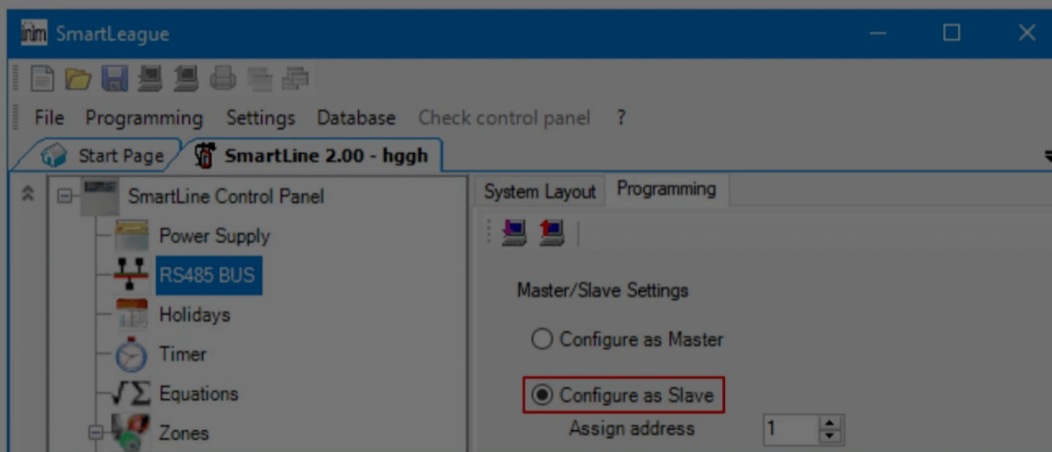 inim SmartLeague
File Programming Settings Database Check control panel ?
Start Page SmartLine 2.00 - hggh
SmartLine Control Panel
Power Supply
RS485 BUS
Holidays
Timer
Equations
Zones
System Layout Programming
Master/Slave Settings
Configure as Master
Configure as Slave
Assign address 1